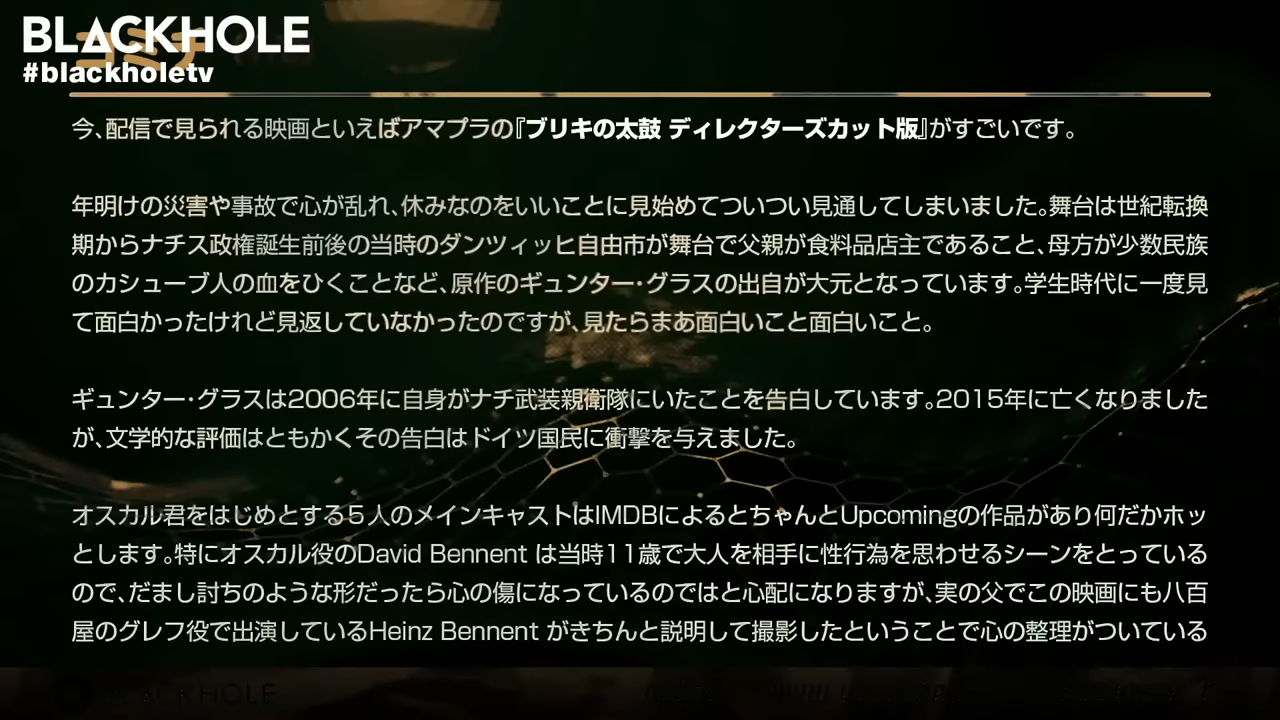 BLACKHOLE
#blackholetv
今、配信で見られる映画といえばアマプラの『ブリキの太鼓 ディレクターズカット版』がすごいです。
年明けの災害や事故で心が乱れ、休みなのをいいことに見始めてついつい見通してしまいました。舞台は世紀転換
期からナチス政権誕生前後の当時のダンツィッヒ自由市が舞台で父親が食料品店主であること、母方が少数民族
のカシューブ人の血をひくことなど、原作のギュンター・グラスの出自が大元となっています。学生時代に一度見
て面白かったけれど見返していなかったのですが、見たらまあ面白いこと面白いこと。
ギュンター・グラスは2006年に自身がナチ武装親衛隊にいたことを告白しています。2015年に亡くなりました
が、文学的な評価はともかくその告白はドイツ国民に衝撃を与えました。
オスカル君をはじめとする５人のメインキャストはIMDBによるとちゃんとUpcomingの作品があり何だかホッ
とします。特にオスカル役のDavid Bennent は当時11歳で大人を相手に性行為を思わせるシーンをとっている
ので、だまし討ちのような形だったら心の傷になっているのではと心配になりますが、実の父でこの映画にも八百
屋のグレフ役で出演しているHeinz Bennent がきちんと説明して撮影したということで心の整理がついている
BLACKHOLE